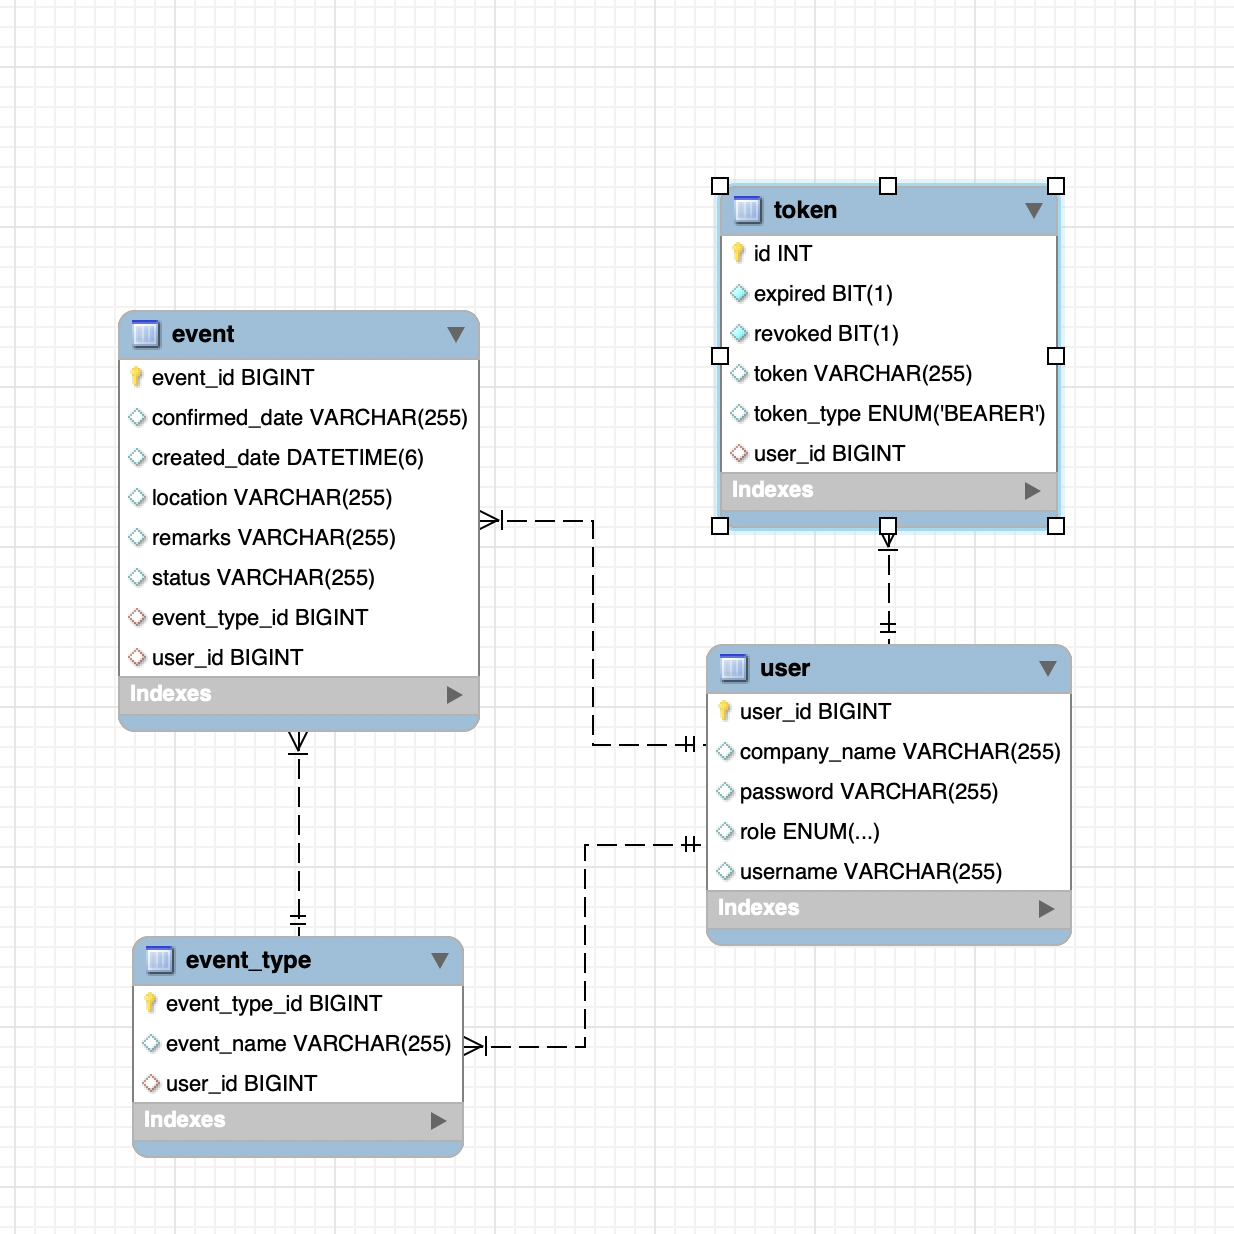 token
id INT
expired BIT(1)
revoked BIT(1)
token VARCHAR(255)
token_type ENUM('BEARER')
user_id BIGINT
Indexes
event
event_id BIGINT
confirmed_date VARCHAR(255)
created_date DATETIME(6)
location VARCHAR(255)
remarks VARCHAR(255)
status VARCHAR(255)
event_type_id BIGINT
user_id BIGINT
Indexes
user
user_id BIGINT
company_name VARCHAR(255)
password VARCHAR(255)
role ENUM(...)
username VARCHAR(255)
Indexes
event_type
event_type_id BIGINT
event_name VARCHAR(255)
user_id BIGINT
Indexes